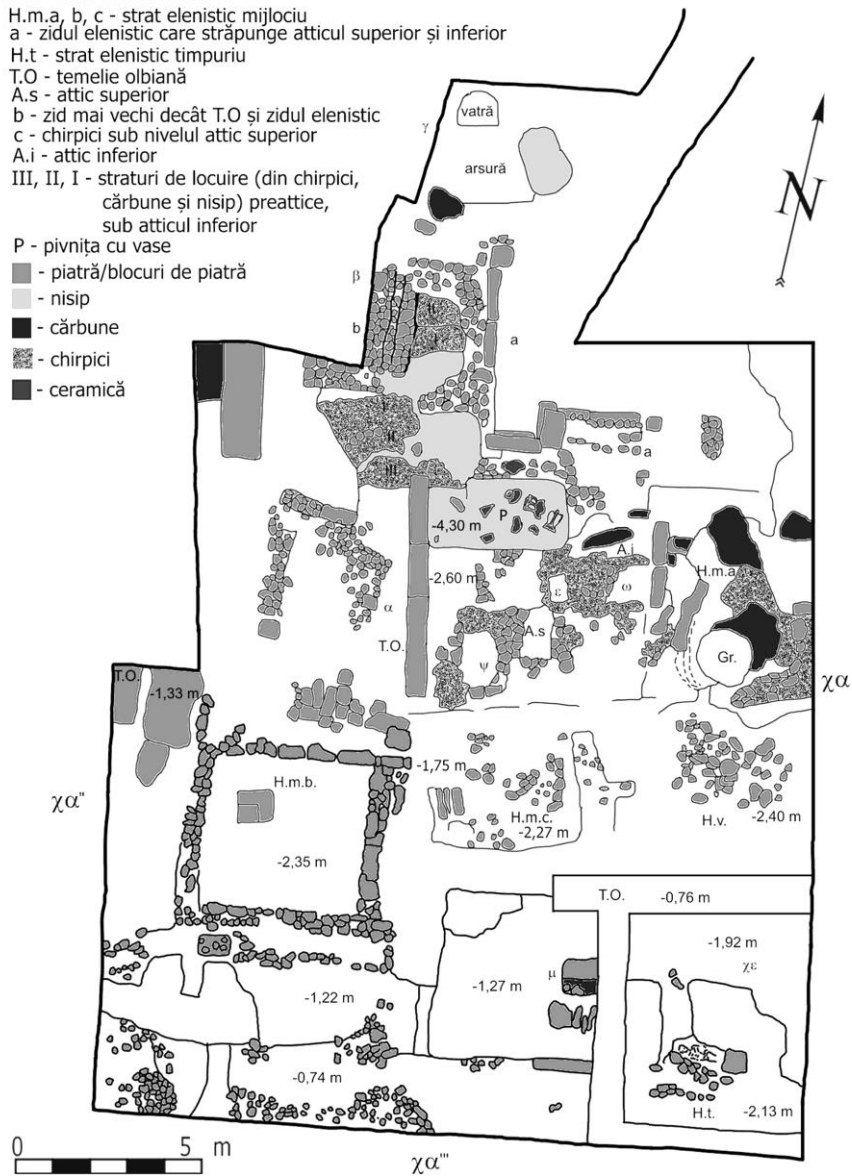 H.m.a, b, c - strat elenistic mijlociu
a - zidul elenistic care străpunge atticul superior și inferior
H.t - strat elenistic timpuriu
T.O - temelie olbiană
A.s - attic superior
b - zid mai vechi decât T.O și zidul elenistic
c - chirpici sub nivelul attic superior
A.i - attic inferior
III, II, I - straturi de locuire (din chirpici,
cărbune și nisip) preattice,
sub atticul inferior
P - pivnița cu vase
- piatră/blocuri de piatră
- nisip
- cărbune
- chirpici
- ceramică
vatră
γ
arsură
N
β
b
II
I
a
I
II
III
a
P
-4,30 m
A.i
H.m.a
-2,60 m
ε
ω
α
A.s
T.O.
ψ
Gr.
T.O.
-1,33 m
χα
-1,75 m
H.m.b.
χα''
H.m.c.
-2,27 m
H.v.
-2,40 m
-2,35 m
T.O.
-0,76 m
-1,92 m
χε
μ
-1,27 m
-1,22 m
-0,74 m
H.t.
-2,13 m
0
5 m
χα'''